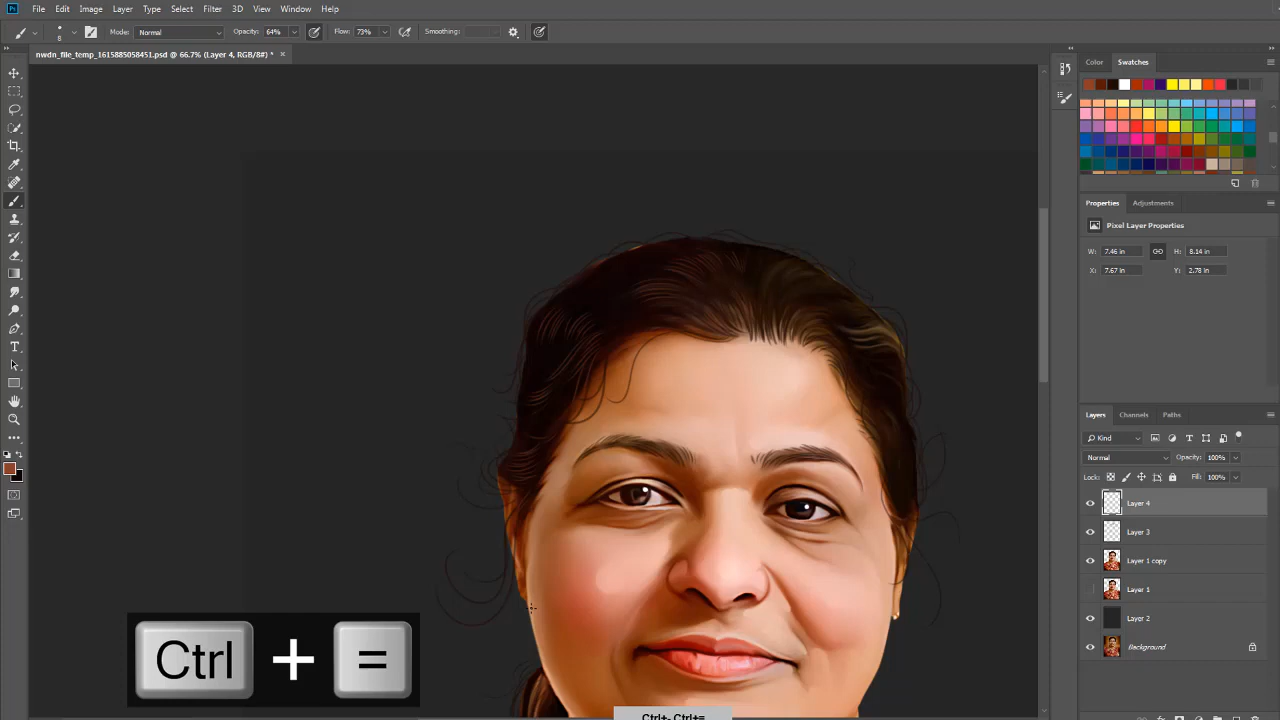 Ps File Edit Image Layer Type Select Filter 3D View Window Help
8 Mode: Normal Opacity: 64% Flow: 73% Smoothing:
nwdn_file_temp_1615885058451.psd @ 66.7% (Layer 4, RGB/8#) * ×
Color Swatches
Properties Adjustments
Pixel Layer Properties
W: 7.46 in H: 8.14 in
X: 7.67 in Y: 2.78 in
Layers Channels Paths
Kind
Normal Opacity: 100%
Lock: Fill: 100%
Layer 4
Layer 3
Layer 1 copy
Layer 1
Layer 2
Background
Ctrl + =
Ctrl+- Ctrl+=